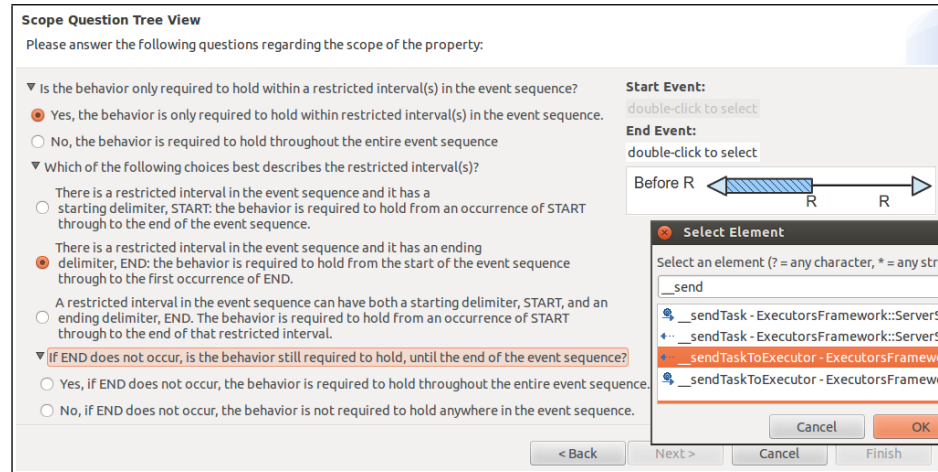 Scope Question Tree View
Please answer the following questions regarding the scope of the property:
Is the behavior only required to hold within a restricted interval(s) in the event sequence?
Yes, the behavior is only required to hold within restricted interval(s) in the event sequence.
No, the behavior is required to hold throughout the entire event sequence
Which of the following choices best describes the restricted interval(s)?
There is a restricted interval in the event sequence and it has a
starting delimiter, START: the behavior is required to hold from an occurrence of START
through to the end of the event sequence.
There is a restricted interval in the event sequence and it has an ending
delimiter, END: the behavior is required to hold from the start of the event sequence
through to the first occurrence of END.
A restricted interval in the event sequence can have both a starting delimiter, START, and an
ending delimiter, END. The behavior is required to hold from an occurrence of START
through to the end of that restricted interval.
If END does not occur, is the behavior still required to hold, until the end of the event sequence?
Yes, if END does not occur, the behavior is required to hold throughout the entire event sequence.
No, if END does not occur, the behavior is not required to hold anywhere in the event sequence.
Start Event:
double-click to select
End Event:
double-click to select
Before R
R R
Select Element
Select an element (? = any character, * = any str
__send
__sendTask - ExecutorsFramework::ServerS
__sendTask - ExecutorsFramework::ServerS
__sendTaskToExecutor - ExecutorsFramewo
__sendTaskToExecutor - ExecutorsFramewo
Cancel OK
< Back Next > Cancel Finish